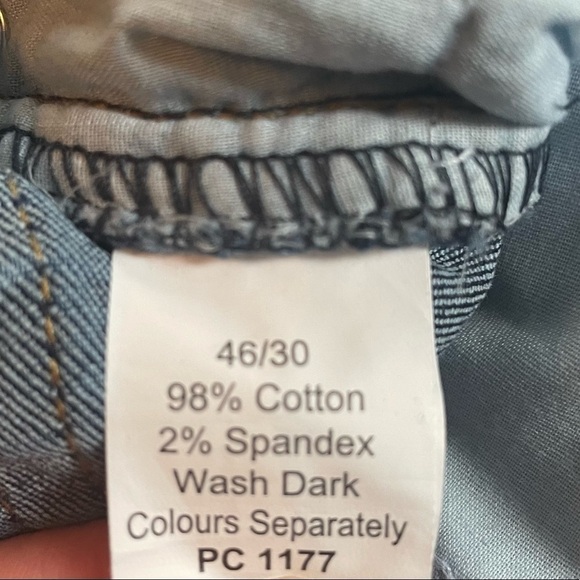 46/30
98% Cotton
2% Spandex
Wash Dark
Colours Separately
PC 1177